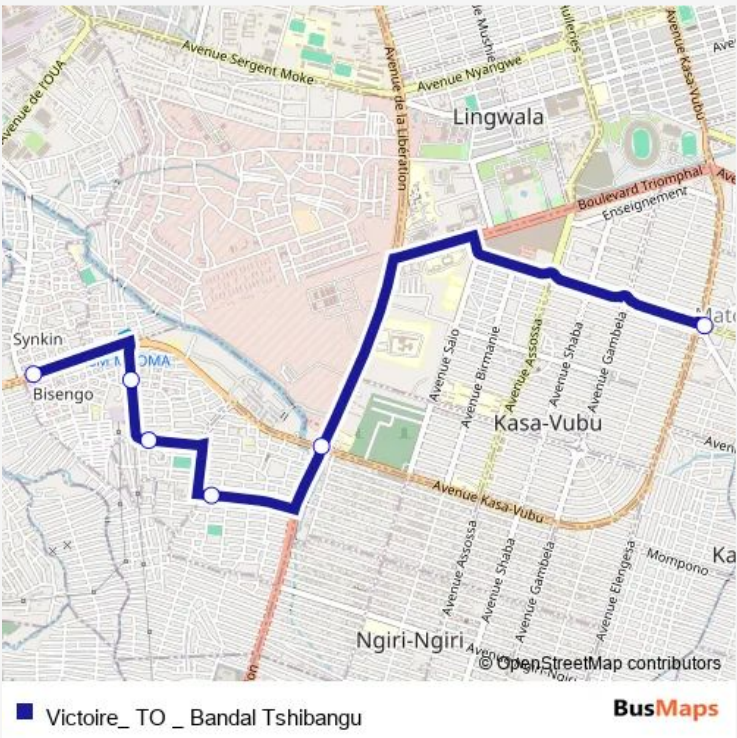 Avenue Sergent Moke
Avenue de la Libération
Avenue Nyangwe
Avenue Kasa-Vubu
Avenue de l'OUA
Lingwala
Boulevard Triomphal
Enseignement
Synkin
Bisengo
Avenue Saio
Avenue Birmanie
Avenue Assossa
Avenue Shaba
Avenue Gambela
Kasa-Vubu
Avenue Kasa-Vubu
Avenue Assossa
Avenue Shaba
Avenue Gambela
Avenue Elengesa
Mompono
Ngiri-Ngiri
© OpenStreetMap contributors
Victoire_ TO _ Bandal Tshibangu
BusMaps